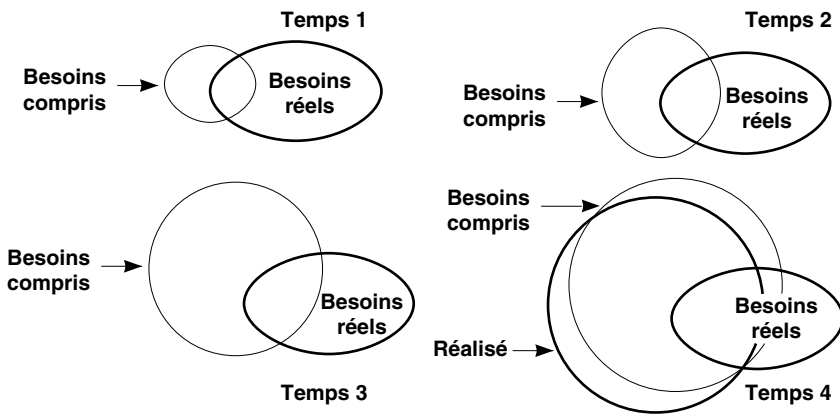 Temps 1
Besoins
compris
Besoins
réels
Temps 2
Besoins
compris
Besoins
réels
Besoins
compris
Besoins
réels
Temps 3
Besoins
compris
Besoins
réels
Réalisé
Temps 4